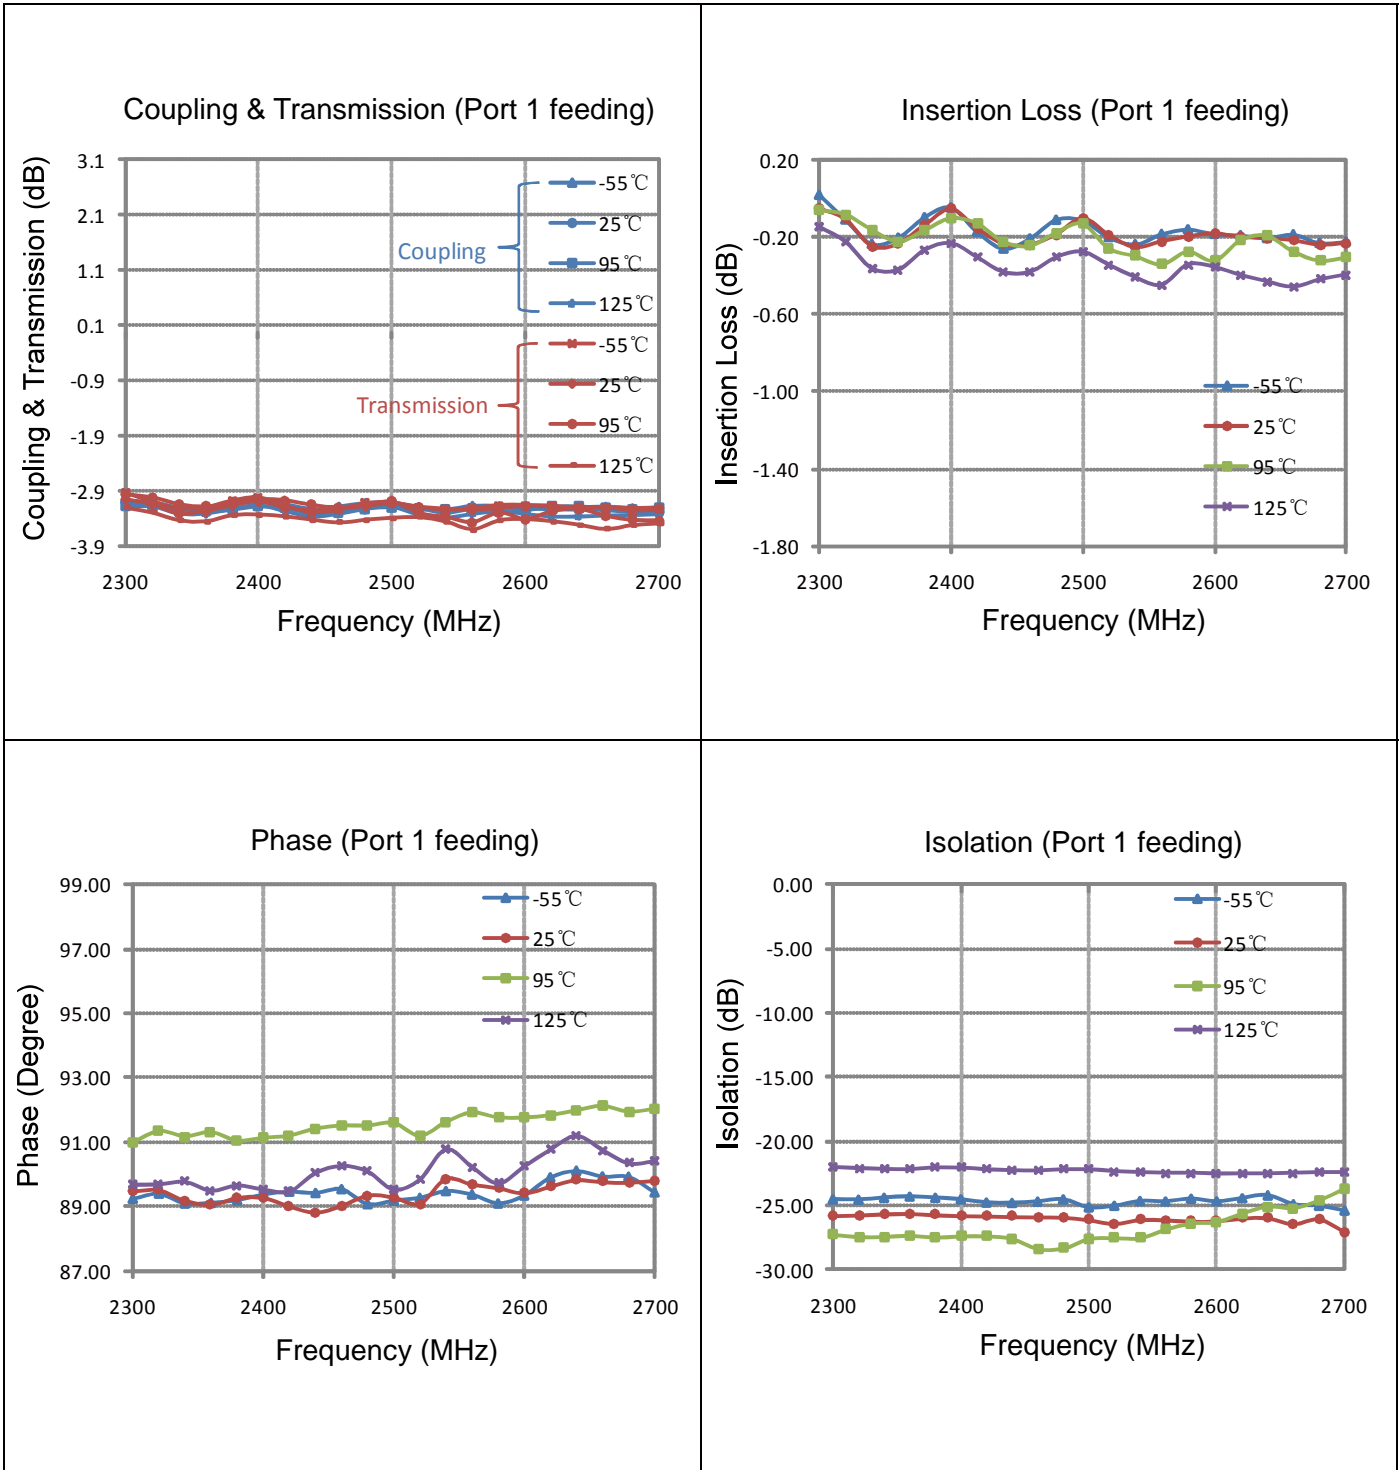 Coupling & Transmission (Port 1 feeding)
Coupling & Transmission (dB)
3.1
2.1
1.1
0.1
-0.9
-1.9
-2.9
-3.9
Coupling
-55℃
25℃
95℃
125℃
Transmission
-55℃
25℃
95℃
125℃
2300 2400 2500 2600 2700
Frequency (MHz)
Insertion Loss (Port 1 feeding)
Insertion Loss (dB)
0.20
-0.20
-0.60
-1.00
-1.40
-1.80
-55℃
25℃
95℃
125℃
2300 2400 2500 2600 2700
Frequency (MHz)
Phase (Port 1 feeding)
Phase (Degree)
99.00
97.00
95.00
93.00
91.00
89.00
87.00
-55℃
25℃
95℃
125℃
2300 2400 2500 2600 2700
Frequency (MHz)
Isolation (Port 1 feeding)
Isolation (dB)
0.00
-5.00
-10.00
-15.00
-20.00
-25.00
-30.00
-55℃
25℃
95℃
125℃
2300 2400 2500 2600 2700
Frequency (MHz)